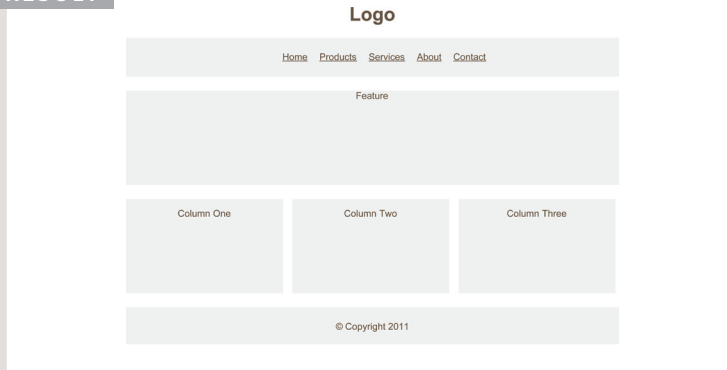 Logo
Home Products Services About Contact
Feature
Column One Column Two Column Three
© Copyright 2011